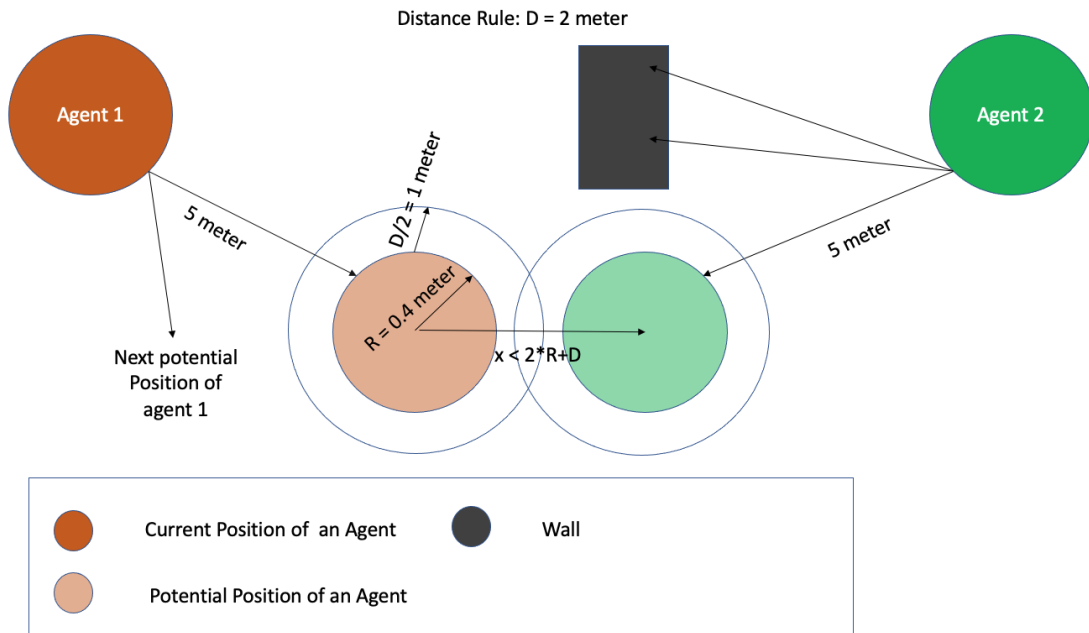 Distance Rule: D = 2 meter
Agent 1
Agent 2
D/2 = 1 meter
5 meter
5 meter
R = 0.4 meter
x < 2*R+D
Next potential
Position of
agent 1
Current Position of an Agent
Wall
Potential Position of an Agent